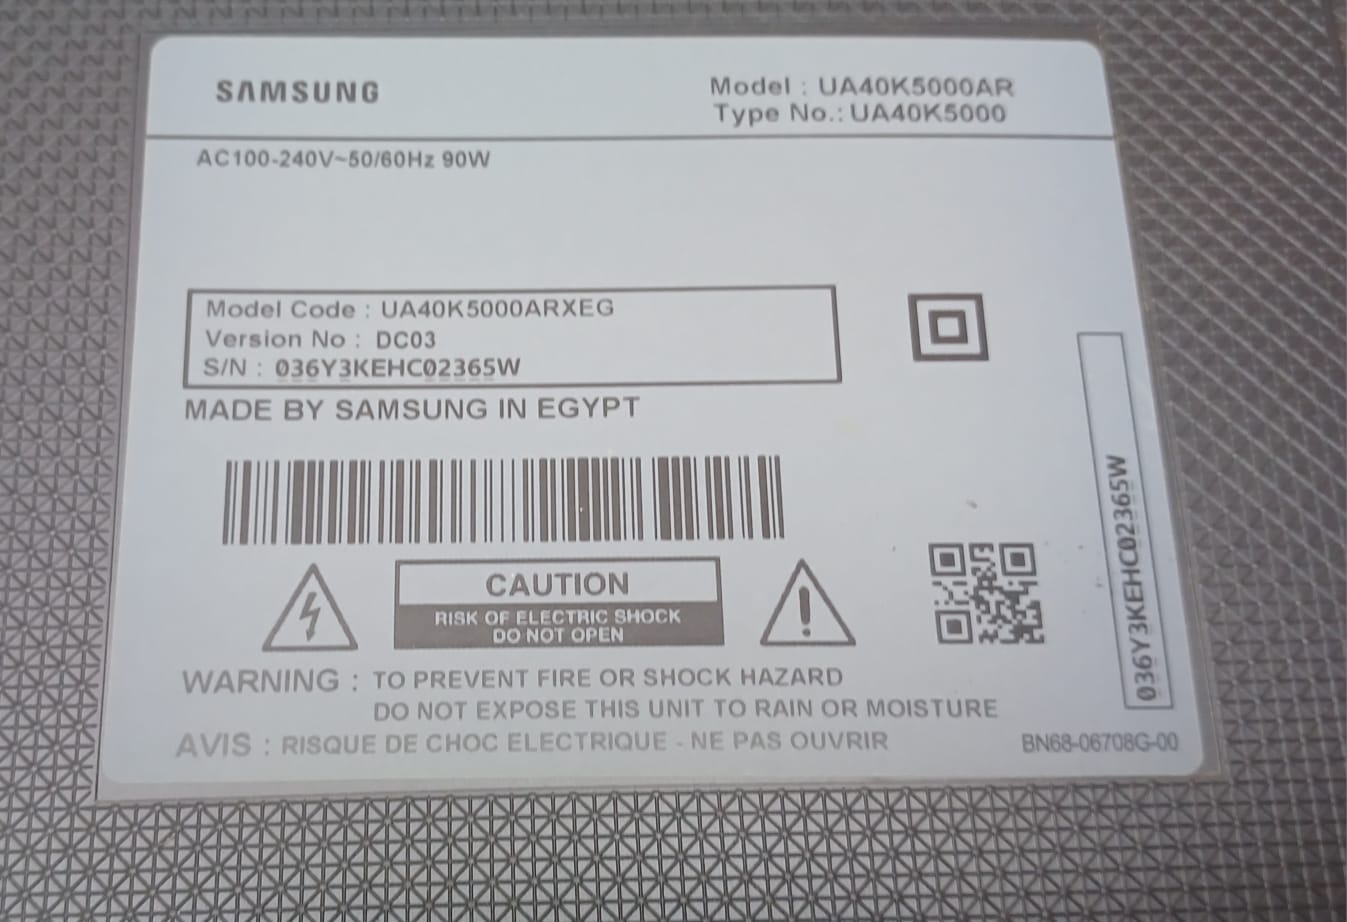 SAMSUNG
Model : UA40K5000AR
Type No.: UA40K5000
AC100-240V~50/60Hz 90W
Model Code : UA40K5000ARXEG
Version No : DC03
S/N : 036Y3KEHC02365W
MADE BY SAMSUNG IN EGYPT
CAUTION
RISK OF ELECTRIC SHOCK
DO NOT OPEN
WARNING : TO PREVENT FIRE OR SHOCK HAZARD
DO NOT EXPOSE THIS UNIT TO RAIN OR MOISTURE
AVIS : RISQUE DE CHOC ELECTRIQUE - NE PAS OUVRIR
036Y3KEHC02365W
BN68-06708G-00